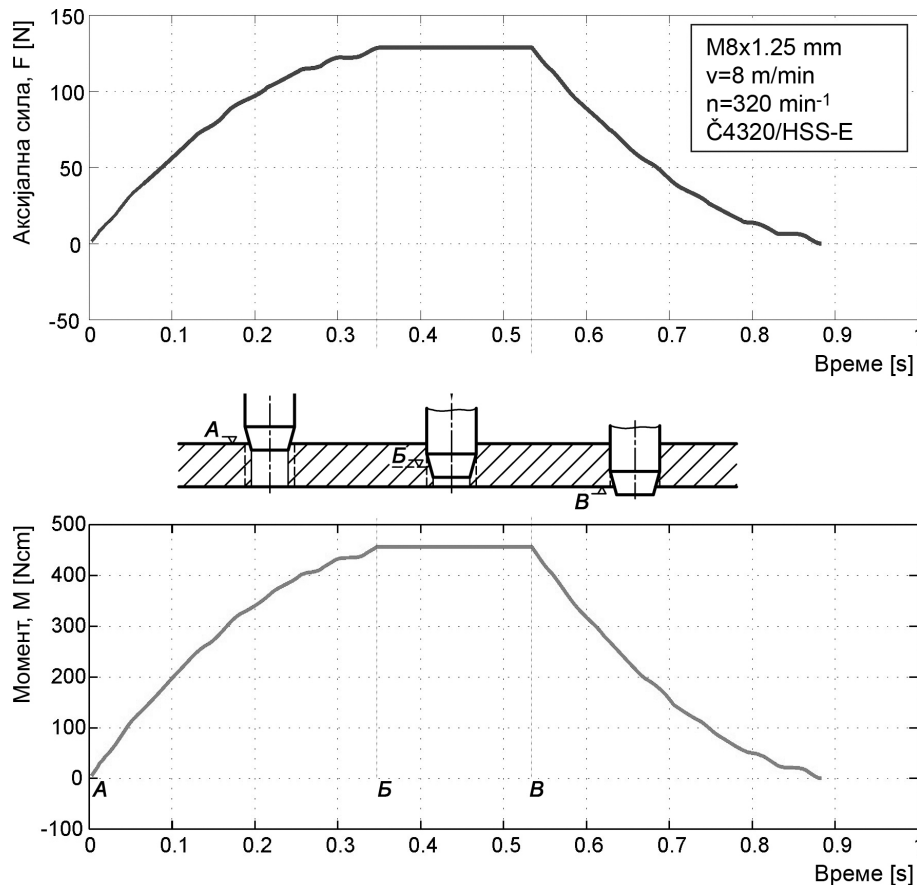 Аксијална сила, F [N]
150
100
50
0
-50
M8x1.25 mm
v=8 m/min
n=320 min-1
Č4320/HSS-E
0 0.1 0.2 0.3 0.4 0.5 0.6 0.7 0.8 0.9 1
Време [s]
А
Б
В
Момент, M [Ncm]
500
400
300
200
100
0
-100
А Б В
0 0.1 0.2 0.3 0.4 0.5 0.6 0.7 0.8 0.9 1
Време [s]